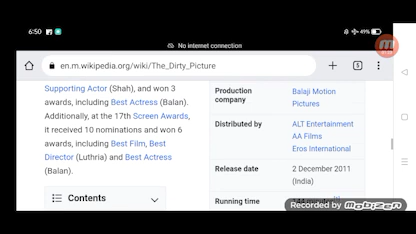 6:50
49%
No internet connection
en.m.wikipedia.org/wiki/The_Dirty_Picture
5
Supporting Actor (Shah), and won 3
awards, including Best Actress (Balan).
Additionally, at the 17th Screen Awards,
it received 10 nominations and won 6
awards, including Best Film, Best
Director (Luthria) and Best Actress
(Balan).
Contents
Production
company
Balaji Motion
Pictures
Distributed by
ALT Entertainment
AA Films
Eros International
Release date
2 December 2011
(India)
Running time
RECORDED BY
MOBIZEN